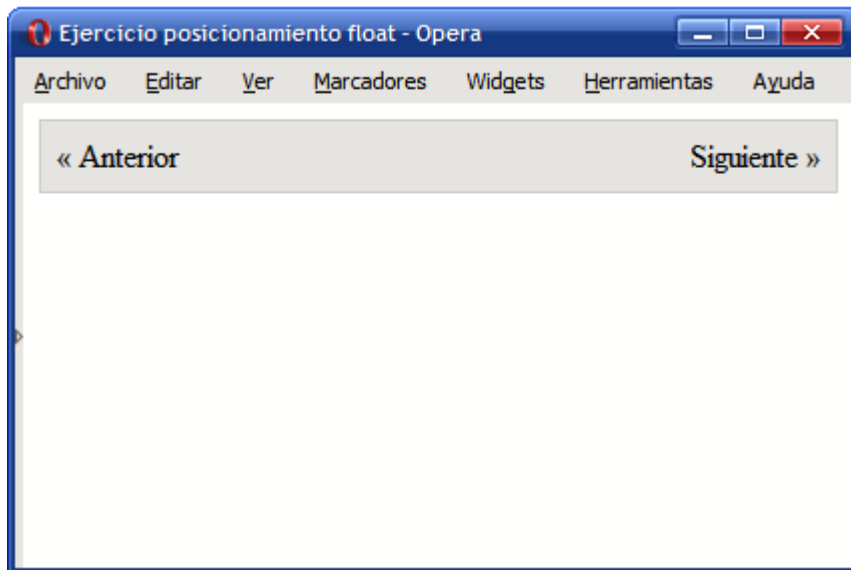 Ejercicio posicionamiento float - Opera
Archivo Editar Ver Marcadores Widgets Herramientas Ayuda
« Anterior Siguiente »